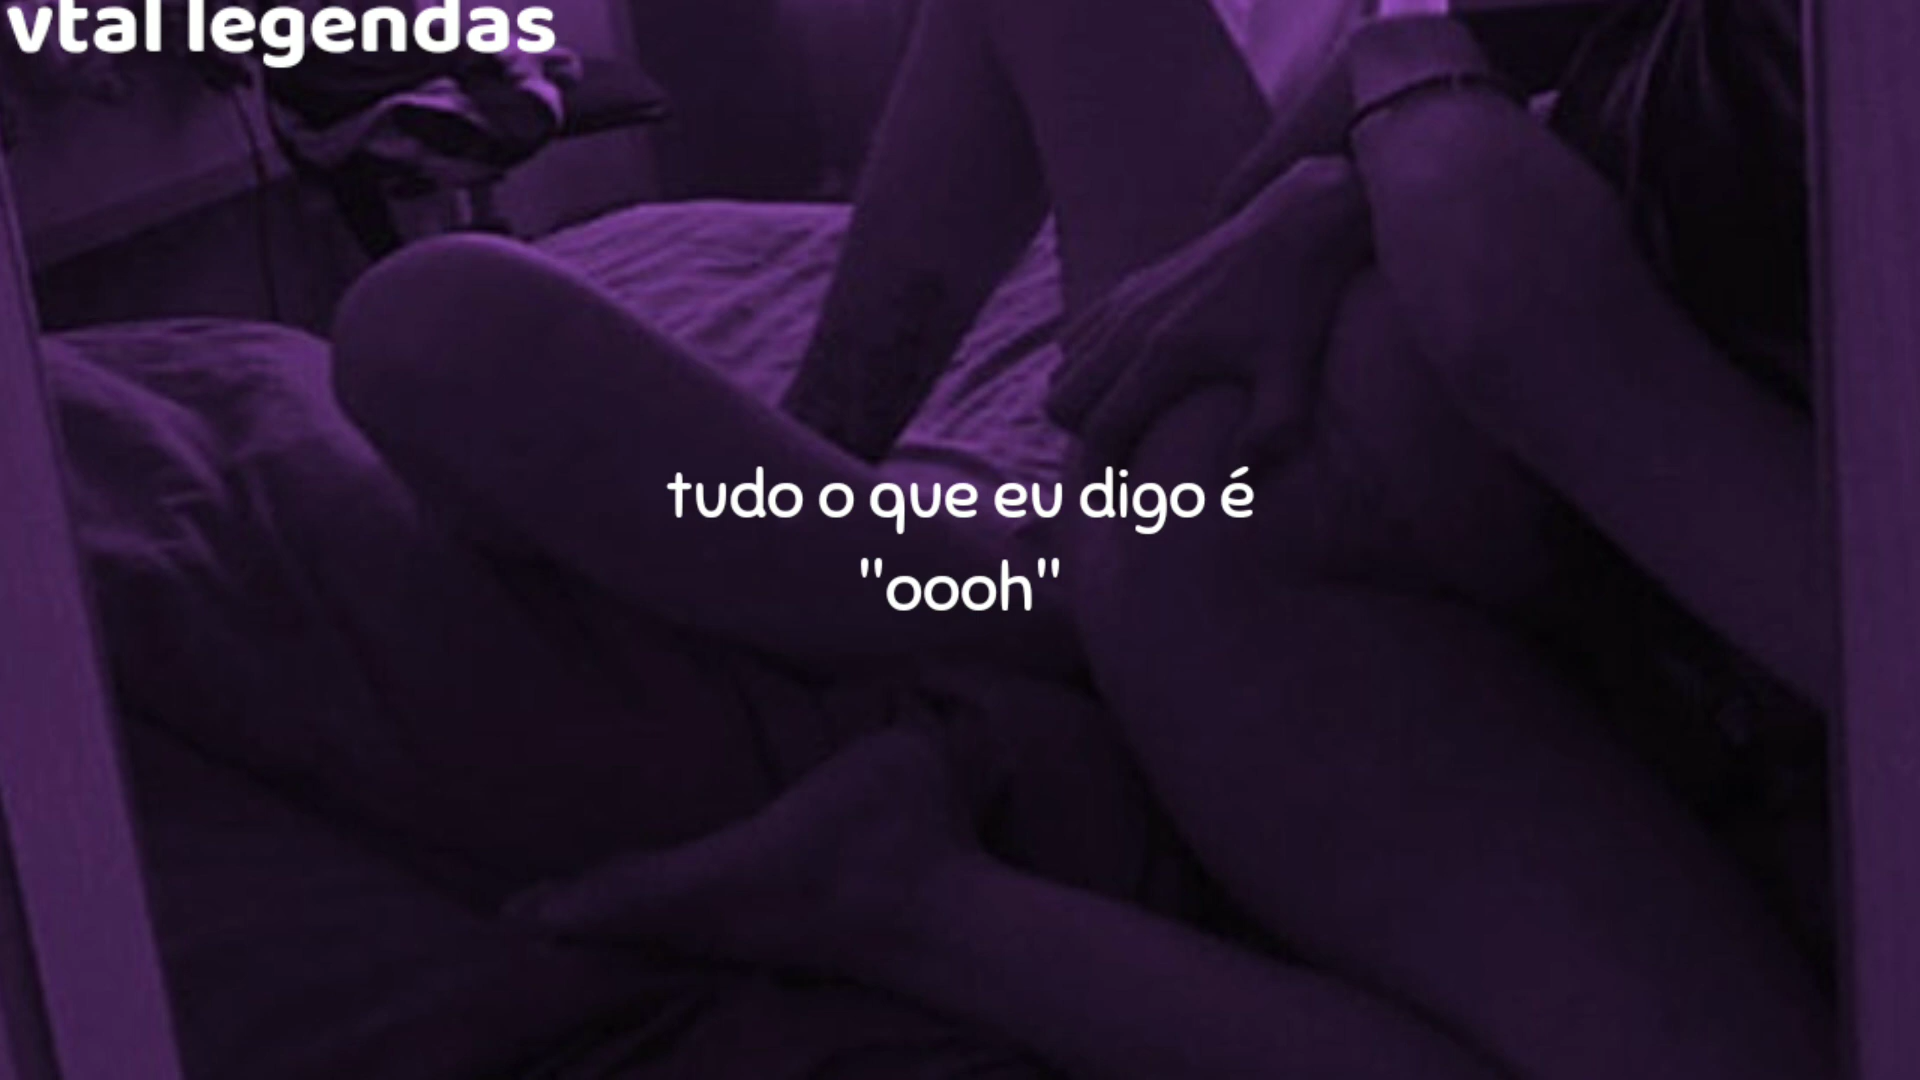 vtal legendas
tudo o que eu digo é
"oooh"